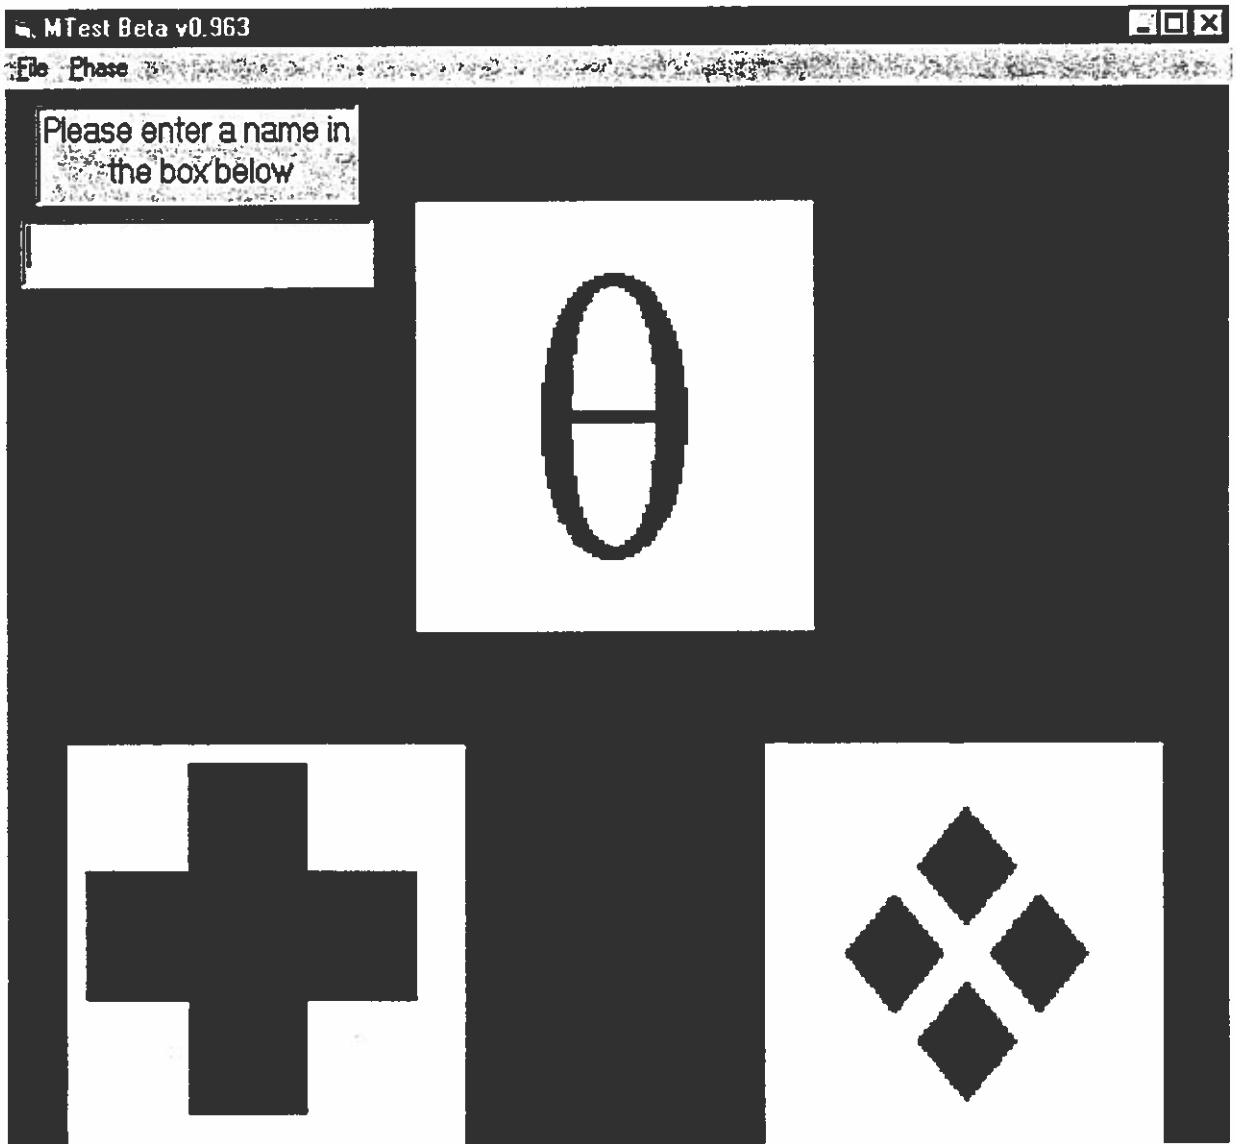 MTest Beta v0.963
File Phase
Please enter a name in
the box below
θ